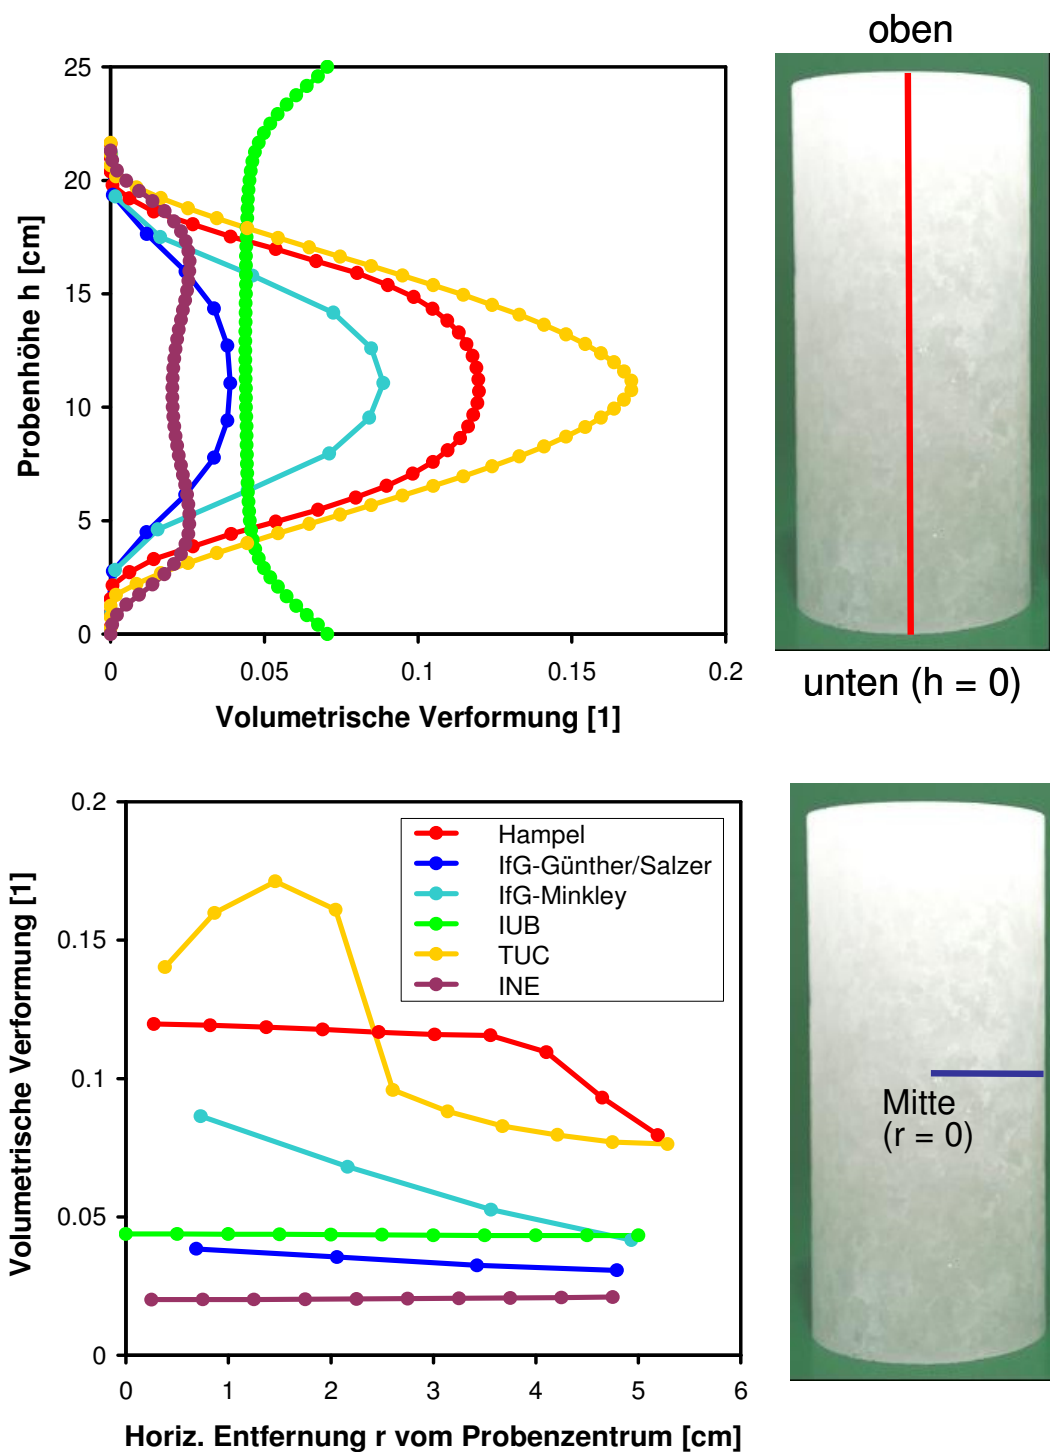 oben
25
20
15
10
5
0
Probenhöhe h [cm]
0 0.05 0.1 0.15 0.2
Volumetrische Verformung [1]
unten (h = 0)
0.2
0.15
0.1
0.05
0
Volumetrische Verformung [1]
Hampel
IfG-Günther/Salzer
IfG-Minkley
IUB
TUC
INE
0 1 2 3 4 5 6
Horiz. Entfernung r vom Probenzentrum [cm]
Mitte
(r = 0)